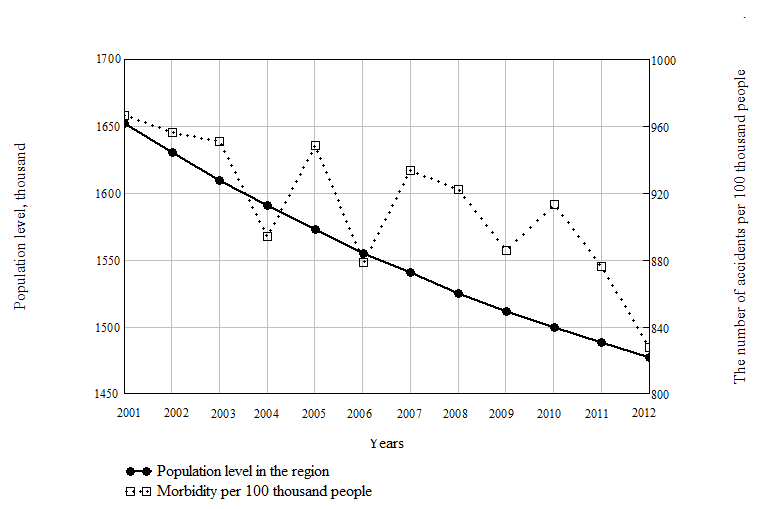 1700
1650
1600
1550
1500
1450
Population level, thousand
1000
960
920
880
840
800
The number of accidents per 100 thousand people
2001 2002 2003 2004 2005 2006 2007 2008 2009 2010 2011 2012
Years
Population level in the region
Morbidity per 100 thousand people